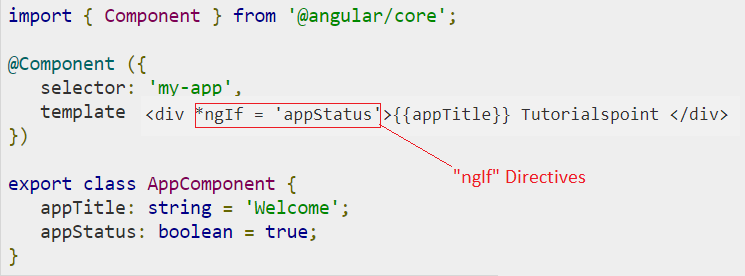 import { Component } from '@angular/core';
@Component ({
selector: 'my-app',
template <div *ngIf = 'appStatus'>{{appTitle}} Tutorialspoint </div>
})
"ngIf" Directives
export class AppComponent {
appTitle: string = 'Welcome';
appStatus: boolean = true;
}